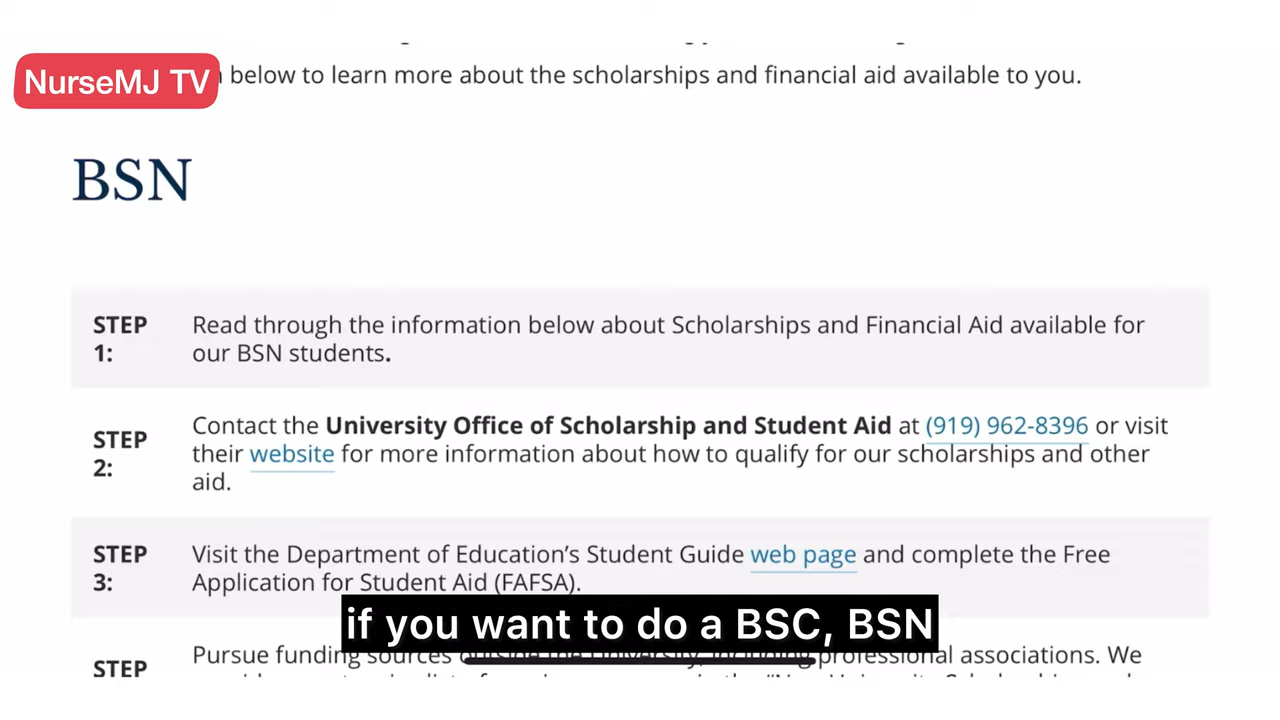 NurseMJ TV
below to learn more about the scholarships and financial aid available to you.
BSN
STEP 1:
Read through the information below about Scholarships and Financial Aid available for
our BSN students.
STEP 2:
Contact the University Office of Scholarship and Student Aid at (919) 962-8396 or visit
their website for more information about how to qualify for our scholarships and other
aid.
STEP 3:
Visit the Department of Education’s Student Guide web page and complete the Free
Application for Student Aid (FAFSA).
if you want to do a BSC, BSN
STEP
Pursue funding sources outside the University, including professional associations. We